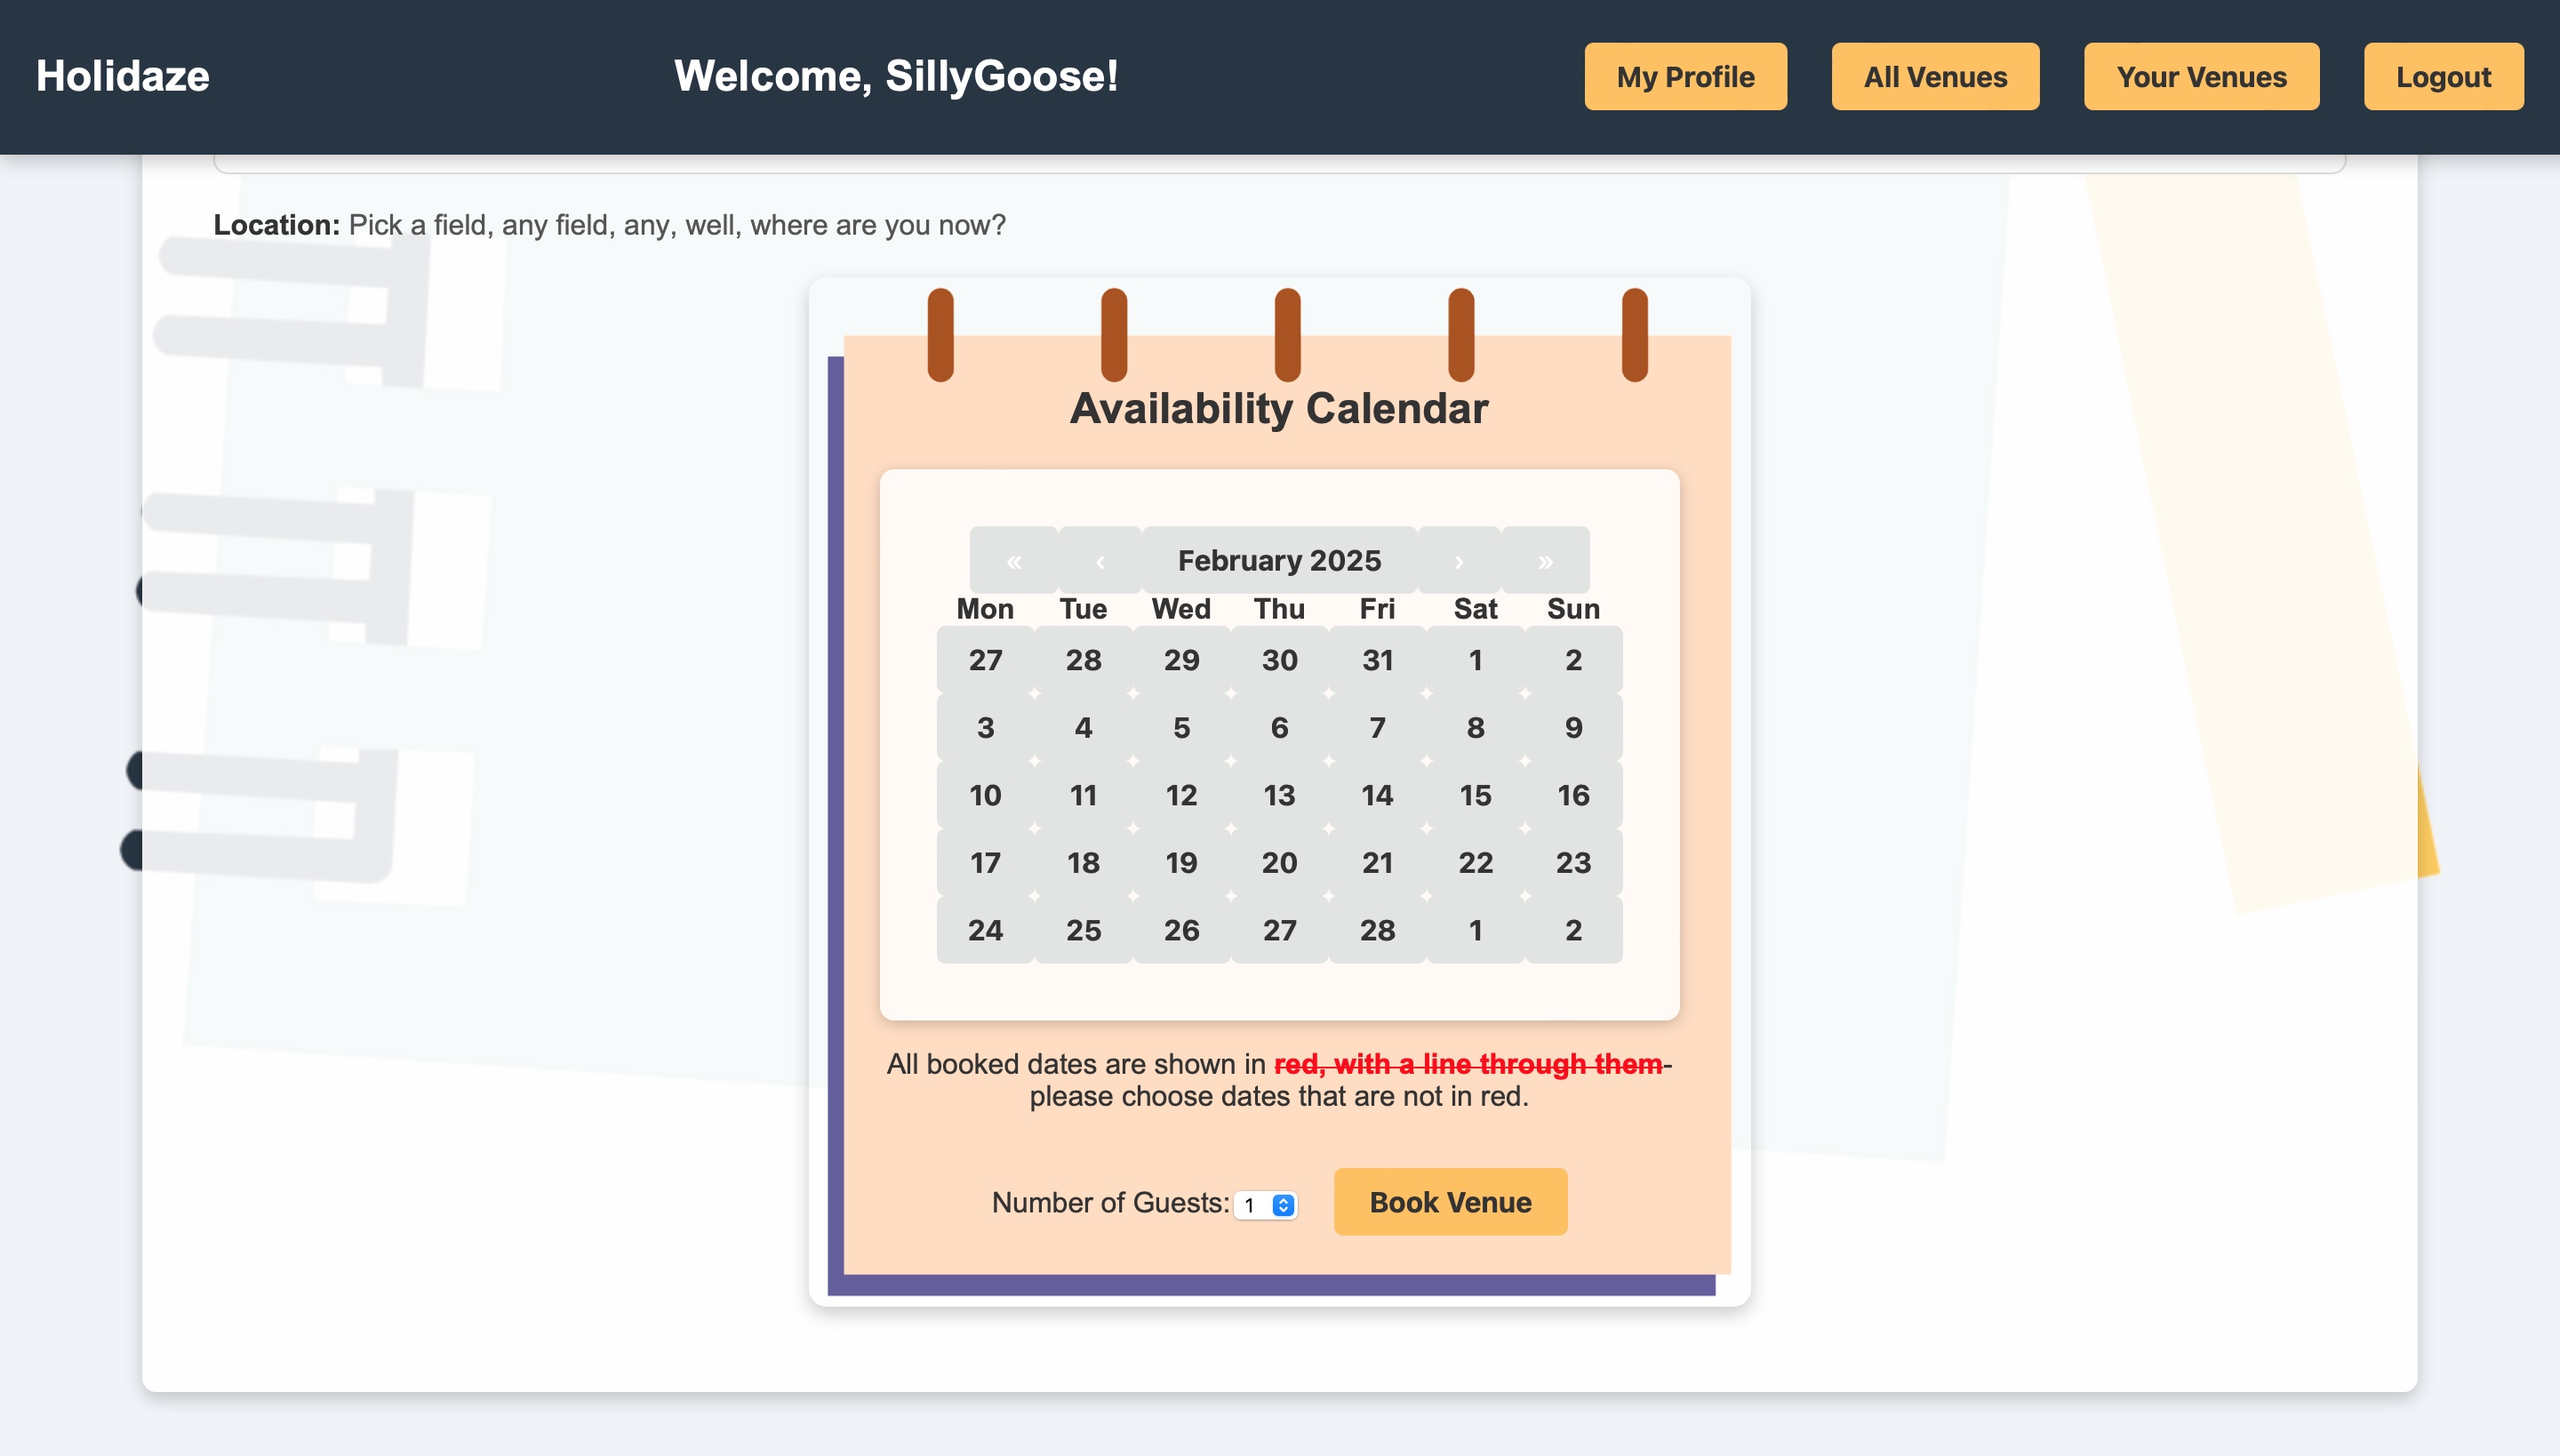 Holidaze
Welcome, SillyGoose!
My Profile
All Venues
Your Venues
Logout
Location: Pick a field, any field, any, well, where are you now?
Availability Calendar
« ‹ February 2025 › »
Mon Tue Wed Thu Fri Sat Sun
27 28 29 30 31 1 2
3 4 5 6 7 8 9
10 11 12 13 14 15 16
17 18 19 20 21 22 23
24 25 26 27 28 1 2
All booked dates are shown in red, with a line through them-
please choose dates that are not in red.
Number of Guests: 1
Book Venue